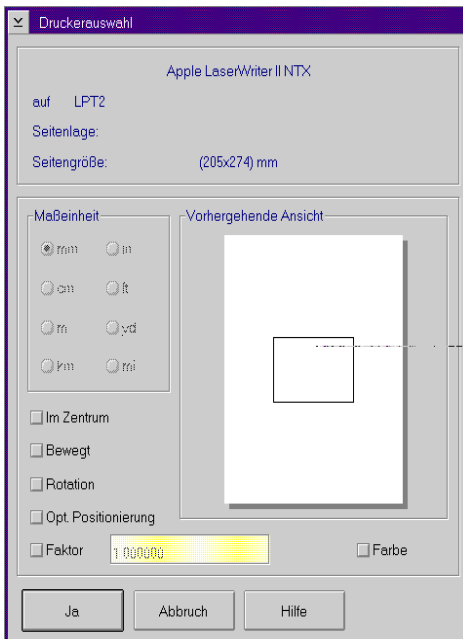 Druckerauswahl
Apple LaserWriter II NTX
auf LPT2
Seitenlage:
Seitengröße: (205x274) mm
Maßeinheit
Vorhergehende Ansicht
mm in
cm ft
m yd
km mi
Im Zentrum
Bewegt
Rotation
Opt. Positionierung
Faktor 1.000000 Farbe
Ja Abbruch Hilfe